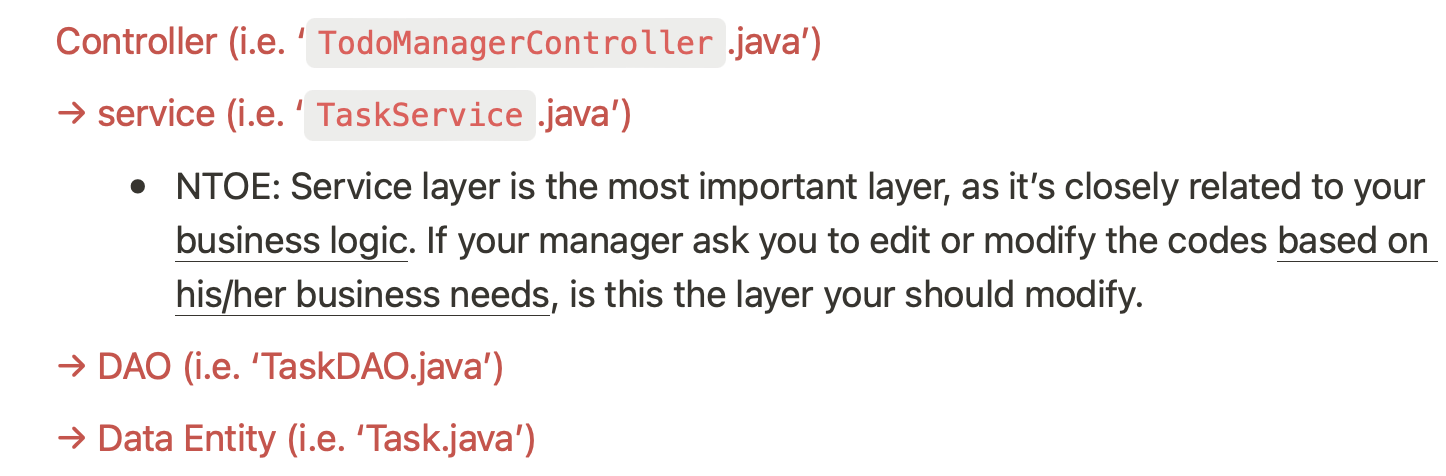 Controller (i.e. ‘TodoManagerController.java’)
→ service (i.e. ‘TaskService.java’)
• NTOE: Service layer is the most important layer, as it’s closely related to your
business logic. If your manager ask you to edit or modify the codes based on
his/her business needs, is this the layer your should modify.
→ DAO (i.e. ‘TaskDAO.java’)
→ Data Entity (i.e. ‘Task.java’)